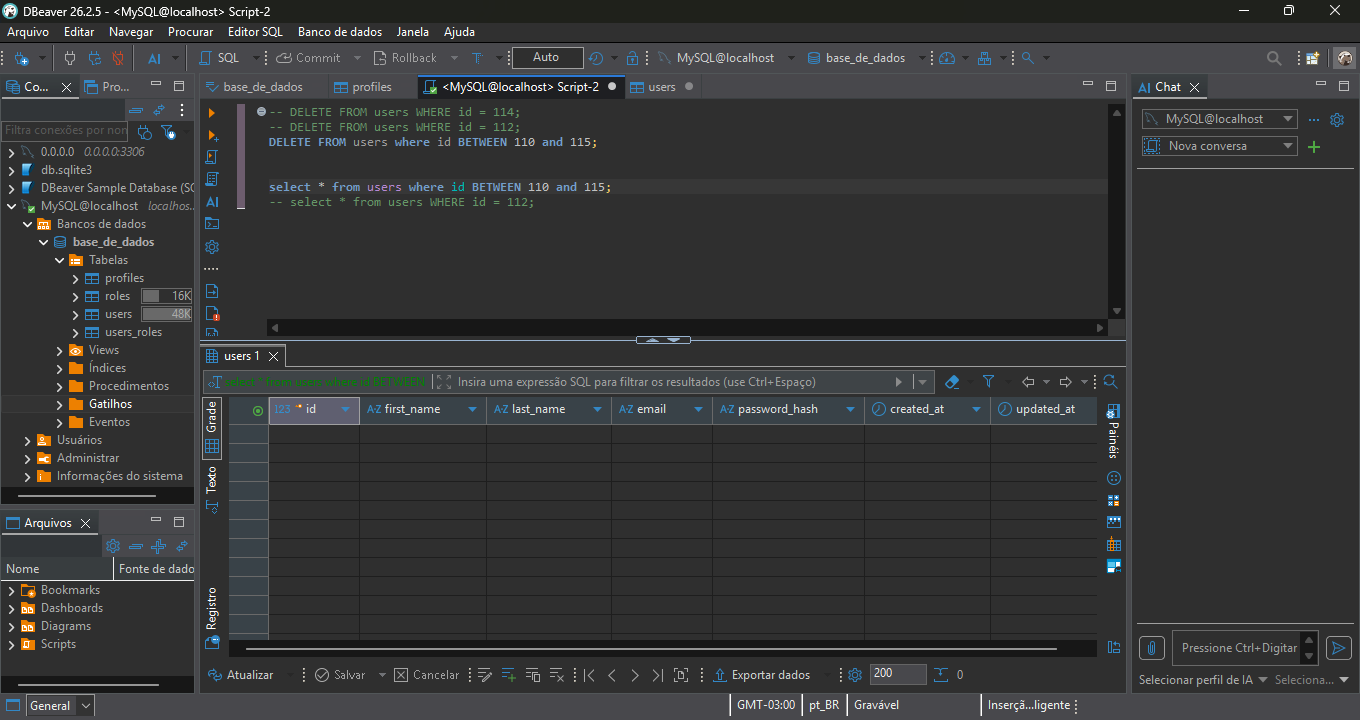 DBeaver 26.2.5 - <MySQL@localhost> Script-2
Arquivo Editar Navegar Procurar Editor SQL Banco de dados Janela Ajuda
AI SQL Commit Rollback T Auto MySQL@localhost base_de_dados
Co... Pro...
Filtra conexões por nom
0.0.0.0 0.0.0.0:3306
db.sqlite3
DBeaver Sample Database (SQ
MySQL@localhost localhos...
Bancos de dados
base_de_dados
Tabelas
profiles
roles 16K
users 48K
users_roles
Views
Índices
Procedimentos
Gatilhos
Eventos
Usuários
Administrar
Informações do sistema
Arquivos
Nome Fonte de dado
Bookmarks
Dashboards
Diagrams
Scripts
General
base_de_dados profiles <MySQL@localhost> Script-2 users
-- DELETE FROM users WHERE id = 114;
-- DELETE FROM users WHERE id = 112;
DELETE FROM users where id BETWEEN 110 and 115;
select * from users where id BETWEEN 110 and 115;
-- select * from users WHERE id = 112;
AI
users 1
select * from users where id BETWEEN Insira uma expressão SQL para filtrar os resultados (use Ctrl+Espaço)
Grade
Texto
Registro
123 id A-Z first_name A-Z last_name A-Z email A-Z password_hash created_at updated_at
Painéis
Atualizar Salvar Cancelar Exportar dados 200 0
GMT-03:00 pt_BR Gravável Inserçã...ligente
AI Chat
MySQL@localhost
Nova conversa
Pressione Ctrl+Digitar
Selecionar perfil de IA Seleciona...